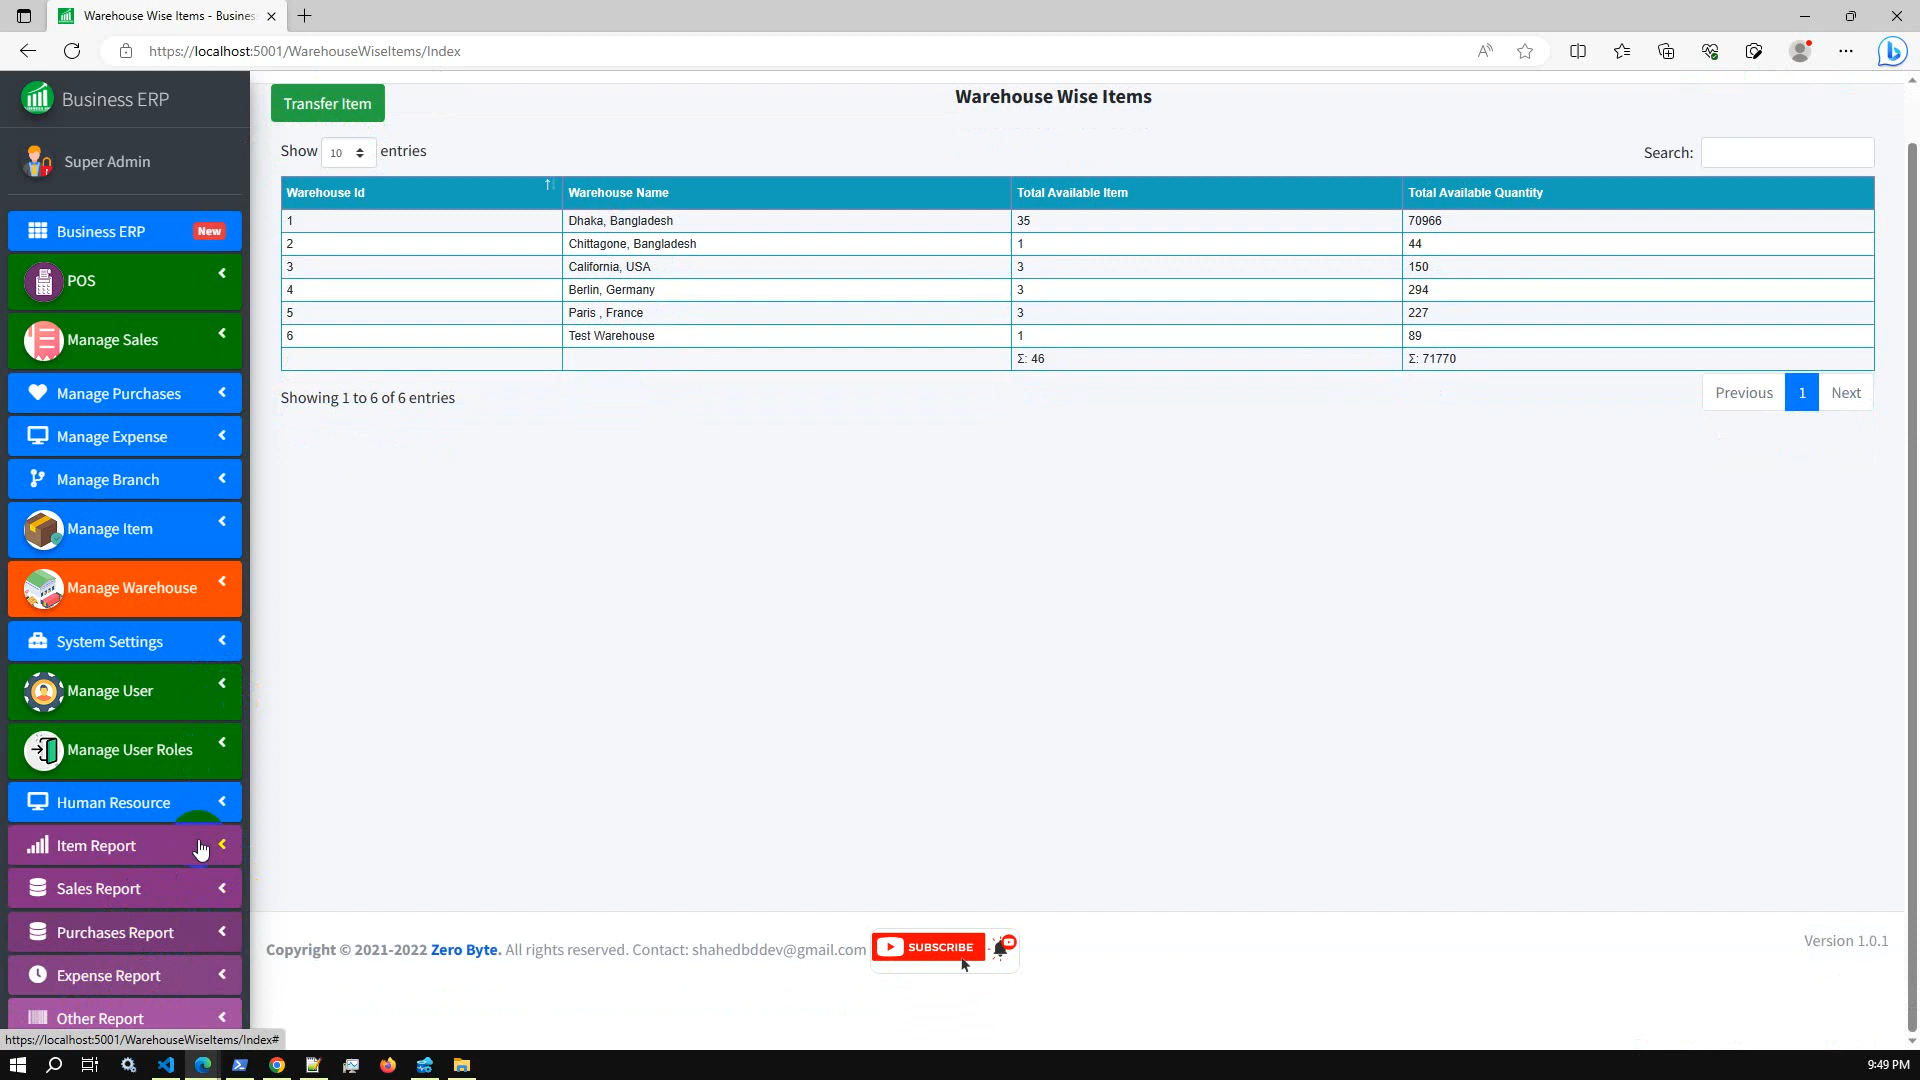 Warehouse Wise Items - Busines
https://localhost:5001/WarehouseWiseItems/Index
Business ERP
Super Admin
Business ERP New
POS
Manage Sales
Manage Purchases
Manage Expense
Manage Branch
Manage Item
Manage Warehouse
System Settings
Manage User
Manage User Roles
Human Resource
Item Report
Sales Report
Purchases Report
Expense Report
Other Report
Transfer Item
Warehouse Wise Items
Show 10 entries
Search:
Warehouse Id Warehouse Name Total Available Item Total Available Quantity
1 Dhaka, Bangladesh 35 70966
2 Chittagone, Bangladesh 1 44
3 California, USA 3 150
4 Berlin, Germany 3 294
5 Paris , France 3 227
6 Test Warehouse 1 89
Σ: 46 Σ: 71770
Showing 1 to 6 of 6 entries
Previous 1 Next
Copyright © 2021-2022 Zero Byte. All rights reserved. Contact: shahedbddev@gmail.com SUBSCRIBE
Version 1.0.1
https://localhost:5001/WarehouseWiseItems/Index#
9:49 PM